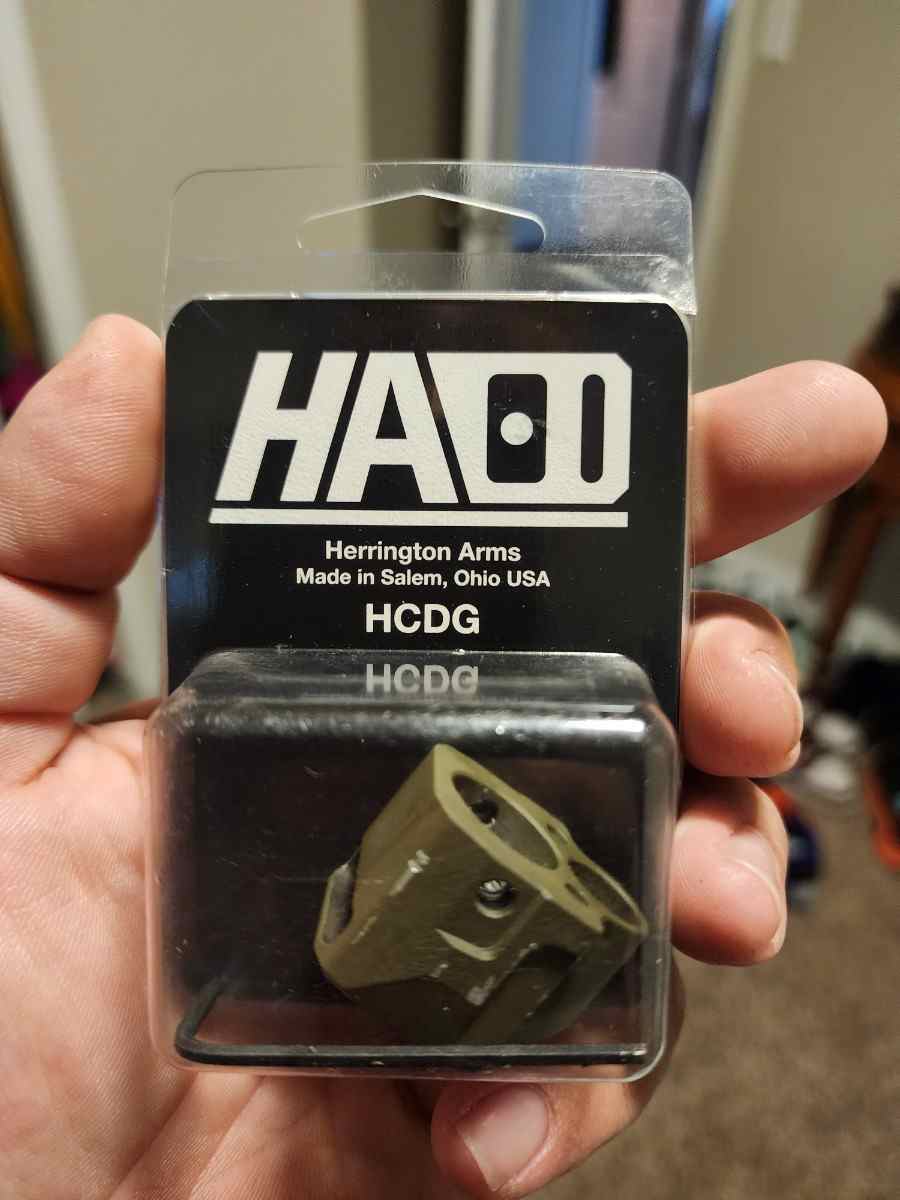 HA
Herrington Arms
Made in Salem, Ohio USA
HCDG
HCDG